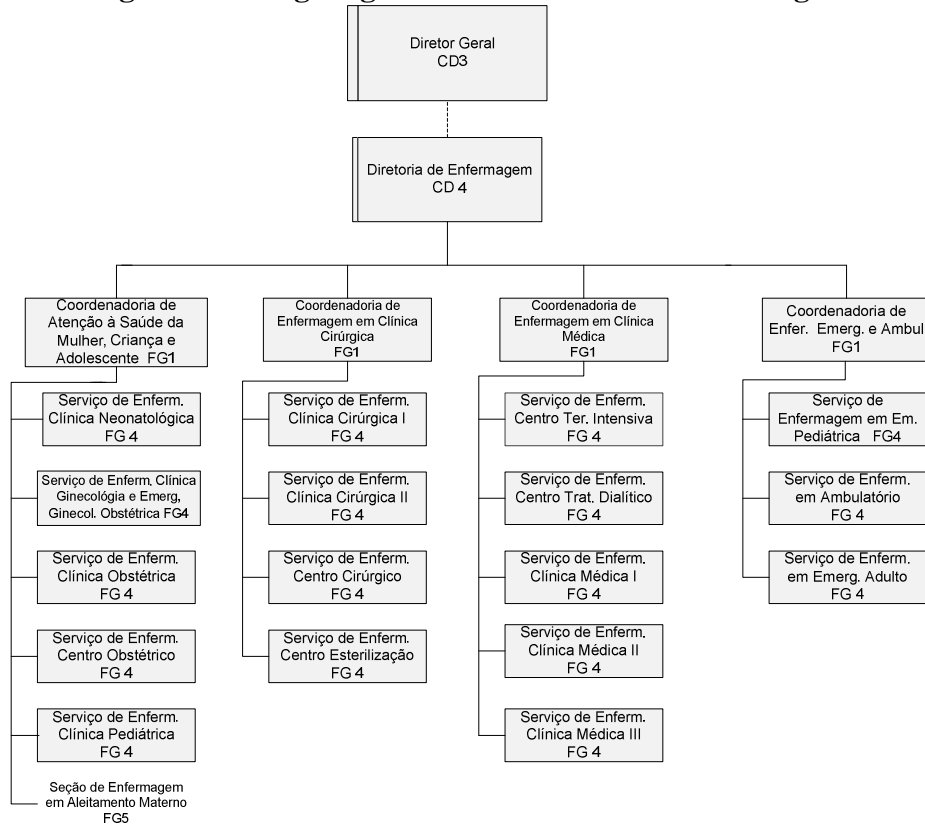 Diretor Geral
CD3
Diretoria de Enfermagem
CD 4
Coordenadoria de
Atenção à Saúde da
Mulher, Criança e
Adolescente FG1
Coordenadoria de
Enfermagem em Clínica
Cirúrgica
FG1
Coordenadoria de
Enfermagem em Clínica
Médica
FG1
Coordenadoria de
Enfer. Emerg. e Ambul
FG1
Serviço de Enferm.
Clínica Neonatológica
FG 4
Serviço de Enferm. Clínica
Ginecológia e Emerg,
Ginecol. Obstétrica FG4
Serviço de Enferm.
Clínica Obstétrica
FG 4
Serviço de Enferm.
Centro Obstétrico
FG 4
Serviço de Enferm.
Clínica Pediátrica
FG 4
Seção de Enfermagem
em Aleitamento Materno
FG5
Serviço de Enferm.
Clínica Cirúrgica I
FG 4
Serviço de Enferm.
Clínica Cirúrgica II
FG 4
Serviço de Enferm.
Centro Cirúrgico
FG 4
Serviço de Enferm.
Centro Esterilização
FG 4
Serviço de Enferm.
Centro Ter. Intensiva
FG 4
Serviço de Enferm.
Centro Trat. Dialítico
FG 4
Serviço de Enferm.
Clínica Médica I
FG 4
Serviço de Enferm.
Clínica Médica II
FG 4
Serviço de Enferm.
Clínica Médica III
FG 4
Serviço de
Enfermagem em Em.
Pediátrica FG4
Serviço de Enferm.
em Ambulatório
FG 4
Serviço de Enferm.
em Emerg. Adulto
FG 4